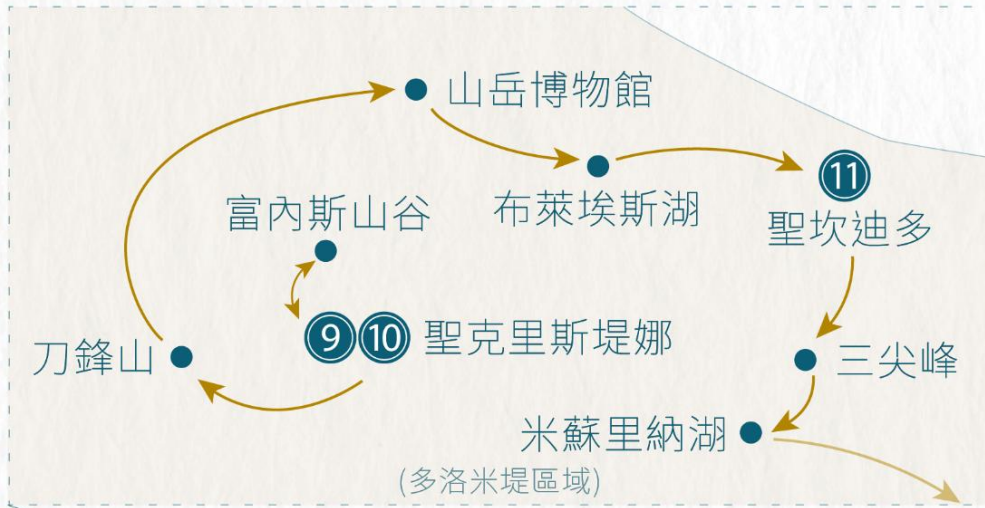 山岳博物館
布萊埃斯湖
11
聖坎迪多
富內斯山谷
9 10 聖克里斯堤娜
刀鋒山
三尖峰
米蘇里納湖
(多洛米堤區域)